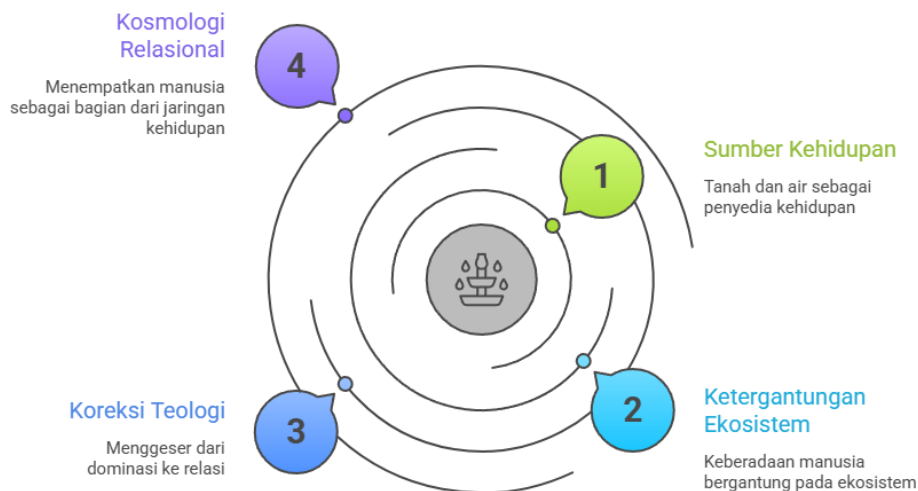 Kosmologi
Relasional
4
Menempatkan manusia
sebagai bagian dari jaringan
kehidupan
1
Sumber Kehidupan
Tanah dan air sebagai
penyedia kehidupan
2
Ketergantungan
Ekosistem
Keberadaan manusia
bergantung pada ekosistem
Koreksi Teologi
3
Menggeser dari
dominasi ke relasi